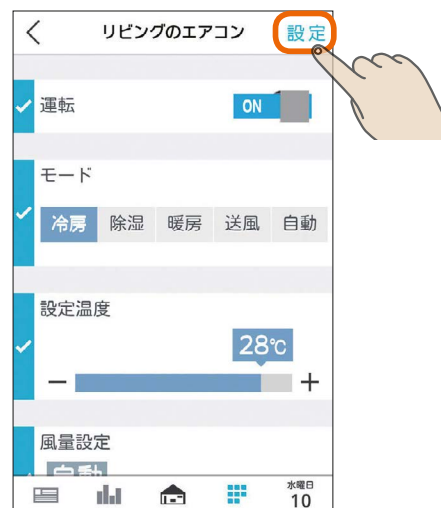 リビングのエアコン 設定
運転 ON
モード
冷房 除湿 暖房 送風 自動
設定温度
28℃
− +
風量設定
自動
水曜日
10